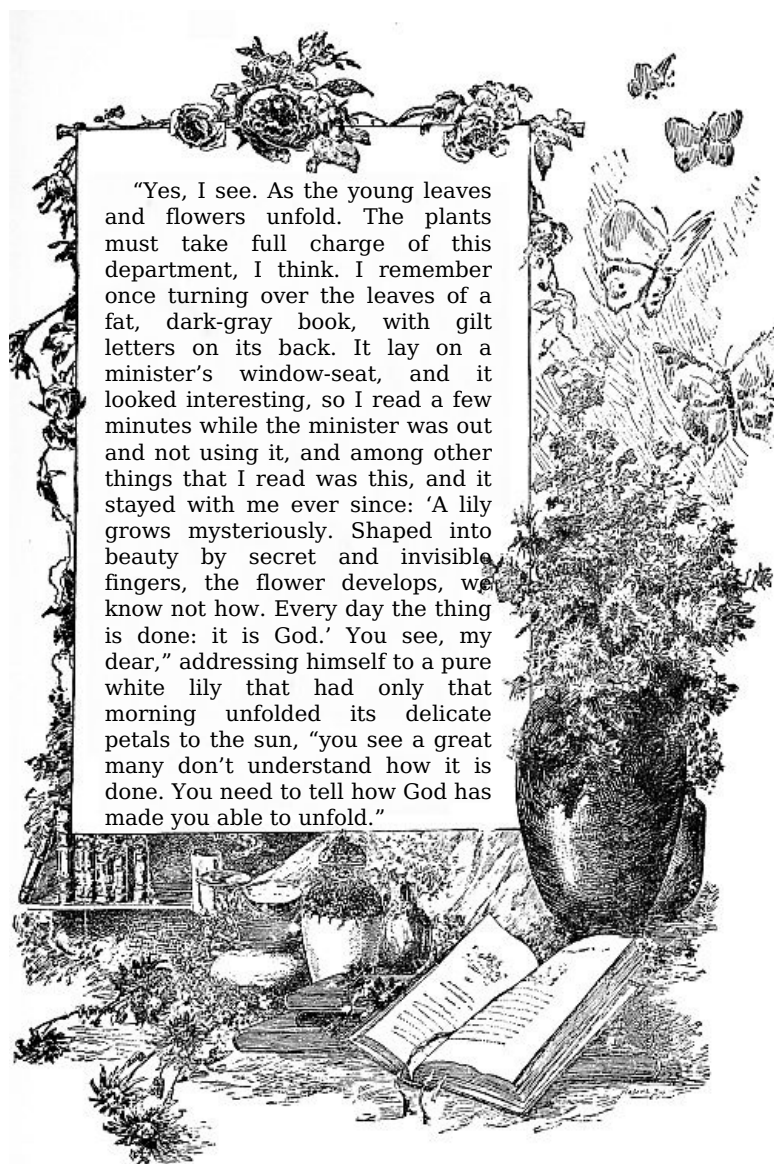 “Yes, I see. As the young leaves
and flowers unfold. The plants
must take full charge of this
department, I think. I remember
once turning over the leaves of a
fat, dark-gray book, with gilt
letters on its back. It lay on a
minister’s window-seat, and it
looked interesting, so I read a few
minutes while the minister was out
and not using it, and among other
things that I read was this, and it
stayed with me ever since: ‘A lily
grows mysteriously. Shaped into
beauty by secret and invisible
fingers, the flower develops, we
know not how. Every day the thing
is done: it is God.’ You see, my
dear,” addressing himself to a pure
white lily that had only that
morning unfolded its delicate
petals to the sun, “you see a great
many don’t understand how it is
done. You need to tell how God has
made you able to unfold.”